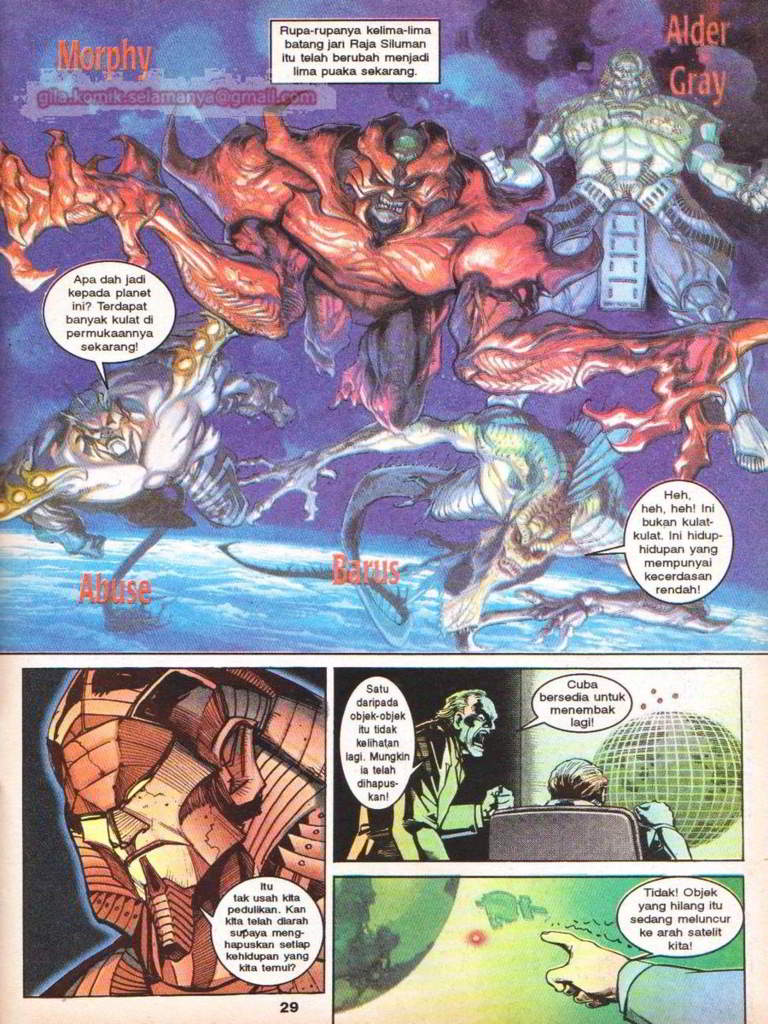 Rupa-rupanya kelima-lima
batang jari Raja Siluman
itu telah berubah menjadi
lima puaka sekarang.
Morphy
Alder
Gray
gila.komik.selamanya@gmail.com
Apa dah jadi
kepada planet
ini? Terdapat
banyak kulat di
permukaannya
sekarang!
Heh,
heh, heh! Ini
bukan kulat-
kulat. Ini hidup-
hidupan yang
mempunyai
kecerdasan
rendah!
Abuse
Barus
Itu
tak usah kita
pedulikan. Kan
kita telah diarah
supaya meng-
hapuskan setiap
kehidupan yang
kita temui?
Satu
daripada
objek-objek
itu tidak
kelihatan
lagi. Mungkin
ia telah
dihapus-
kan!
Cuba
bersedia untuk
menembak
lagi!
Tidak! Objek
yang hilang itu
sedang meluncur
ke arah satelit
kita!
29